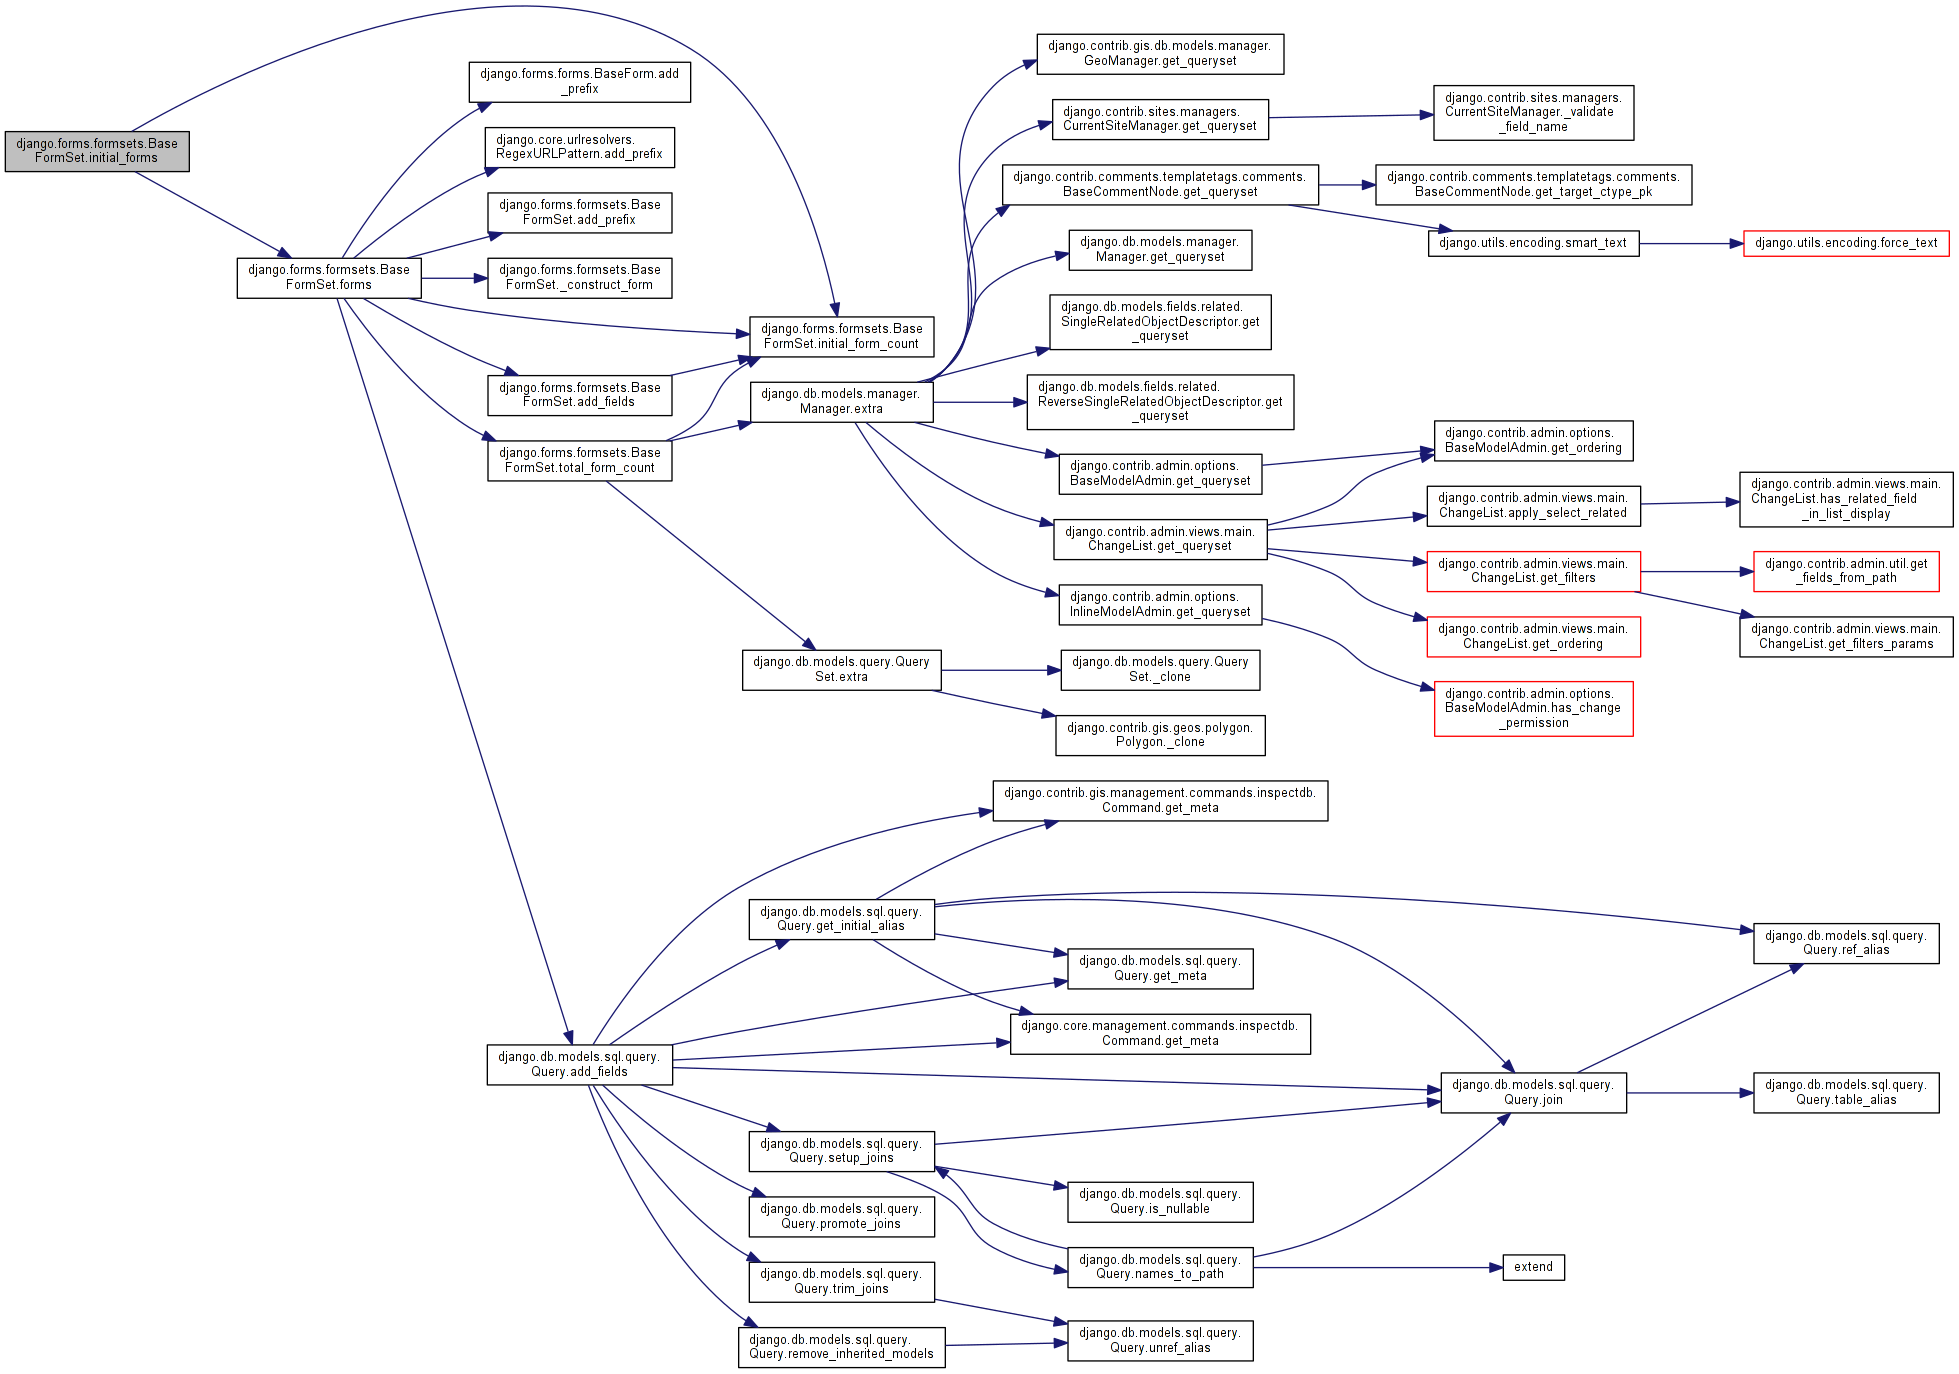 django.forms.formsets.Base
FormSet.initial_forms
django.forms.formsets.Base
FormSet.forms
django.forms.forms.BaseForm.add
_prefix
django.core.urlresolvers.
RegexURLPattern.add_prefix
django.forms.formsets.Base
FormSet.add_prefix
django.forms.formsets.Base
FormSet._construct_form
django.forms.formsets.Base
FormSet.add_fields
django.forms.formsets.Base
FormSet.total_form_count
django.db.models.sql.query.
Query.add_fields
django.forms.formsets.Base
FormSet.initial_form_count
django.db.models.manager.
Manager.extra
django.db.models.query.Query
Set.extra
django.db.models.sql.query.
Query.get_initial_alias
django.db.models.sql.query.
Query.setup_joins
django.db.models.sql.query.
Query.promote_joins
django.db.models.sql.query.
Query.trim_joins
django.db.models.sql.query.
Query.remove_inherited_models
django.contrib.gis.db.models.manager.
GeoManager.get_queryset
django.contrib.sites.managers.
CurrentSiteManager.get_queryset
django.contrib.comments.templatetags.comments.
BaseCommentNode.get_queryset
django.db.models.manager.
Manager.get_queryset
django.db.models.fields.related.
SingleRelatedObjectDescriptor.get
_queryset
django.db.models.fields.related.
ReverseSingleRelatedObjectDescriptor.get
_queryset
django.contrib.admin.options.
BaseModelAdmin.get_queryset
django.contrib.admin.views.main.
ChangeList.get_queryset
django.contrib.admin.options.
InlineModelAdmin.get_queryset
django.db.models.query.Query
Set._clone
django.contrib.gis.geos.polygon.
Polygon._clone
django.contrib.gis.management.commands.inspectdb.
Command.get_meta
django.db.models.sql.query.
Query.get_meta
django.core.management.commands.inspectdb.
Command.get_meta
django.db.models.sql.query.
Query.is_nullable
django.db.models.sql.query.
Query.names_to_path
django.db.models.sql.query.
Query.unref_alias
django.contrib.sites.managers.
CurrentSiteManager._validate
_field_name
django.contrib.comments.templatetags.comments.
BaseCommentNode.get_target_ctype_pk
django.utils.encoding.smart_text
django.contrib.admin.options.
BaseModelAdmin.get_ordering
django.contrib.admin.views.main.
ChangeList.apply_select_related
django.contrib.admin.views.main.
ChangeList.get_filters
django.contrib.admin.views.main.
ChangeList.get_ordering
django.contrib.admin.options.
BaseModelAdmin.has_change
_permission
django.db.models.sql.query.
Query.join
extend
django.utils.encoding.force_text
django.contrib.admin.views.main.
ChangeList.has_related_field
_in_list_display
django.contrib.admin.util.get
_fields_from_path
django.contrib.admin.views.main.
ChangeList.get_filters_params
django.db.models.sql.query.
Query.ref_alias
django.db.models.sql.query.
Query.table_alias